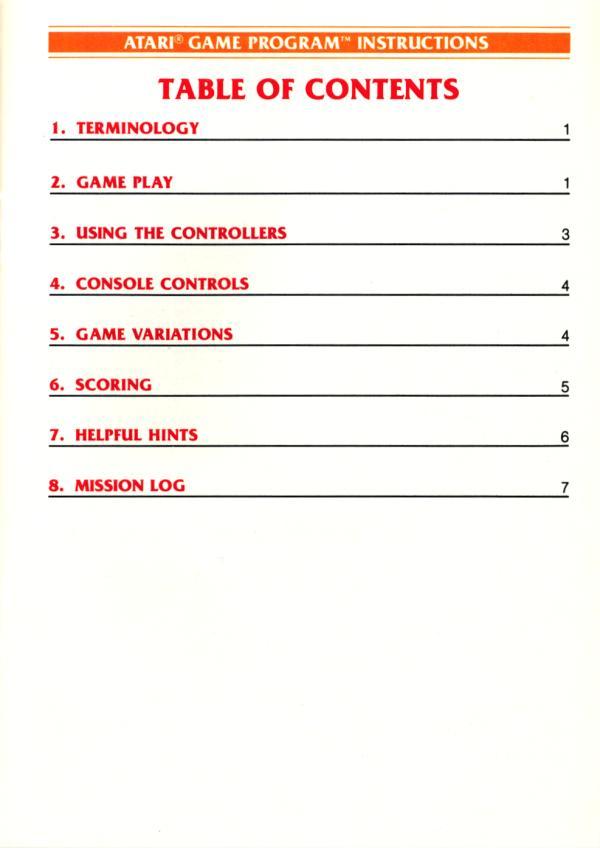 ATARI® GAME PROGRAM™ INSTRUCTIONS
TABLE OF CONTENTS
1. TERMINOLOGY 1
2. GAME PLAY 1
3. USING THE CONTROLLERS 3
4. CONSOLE CONTROLS 4
5. GAME VARIATIONS 4
6. SCORING 5
7. HELPFUL HINTS 6
8. MISSION LOG 7